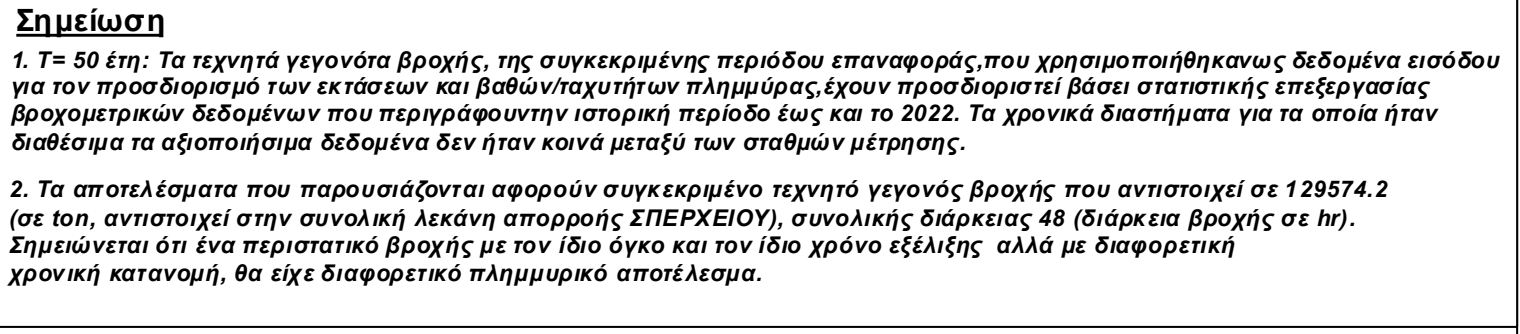 Σημείωση
1. Τ= 50 έτη: Τα τεχνητά γεγονότα βροχής, της συγκεκριμένης περιόδου επαναφοράς,που χρησιμοποιήθηκανως δεδομένα εισόδου
για τον προσδιορισμό των εκτάσεων και βαθών/ταχυτήτων πλημμύρας,έχουν προσδιοριστεί βάσει στατιστικής επεξεργασίας
βροχομετρικών δεδομένων που περιγράφουντην ιστορική περίοδο έως και το 2022. Τα χρονικά διαστήματα για τα οποία ήταν
διαθέσιμα τα αξιοποιήσιμα δεδομένα δεν ήταν κοινά μεταξύ των σταθμών μέτρησης.
2. Τα αποτελέσματα που παρουσιάζονται αφορούν συγκεκριμένο τεχνητό γεγονός βροχής που αντιστοιχεί σε 129574.2
(σε ton, αντιστοιχεί στην συνολική λεκάνη απορροής ΣΠΕΡΧΕΙΟΥ), συνολικής διάρκειας 48 (διάρκεια βροχής σε hr).
Σημειώνεται ότι ένα περιστατικό βροχής με τον ίδιο όγκο και τον ίδιο χρόνο εξέλιξης αλλά με διαφορετική
χρονική κατανομή, θα είχε διαφορετικό πλημμυρικό αποτέλεσμα.